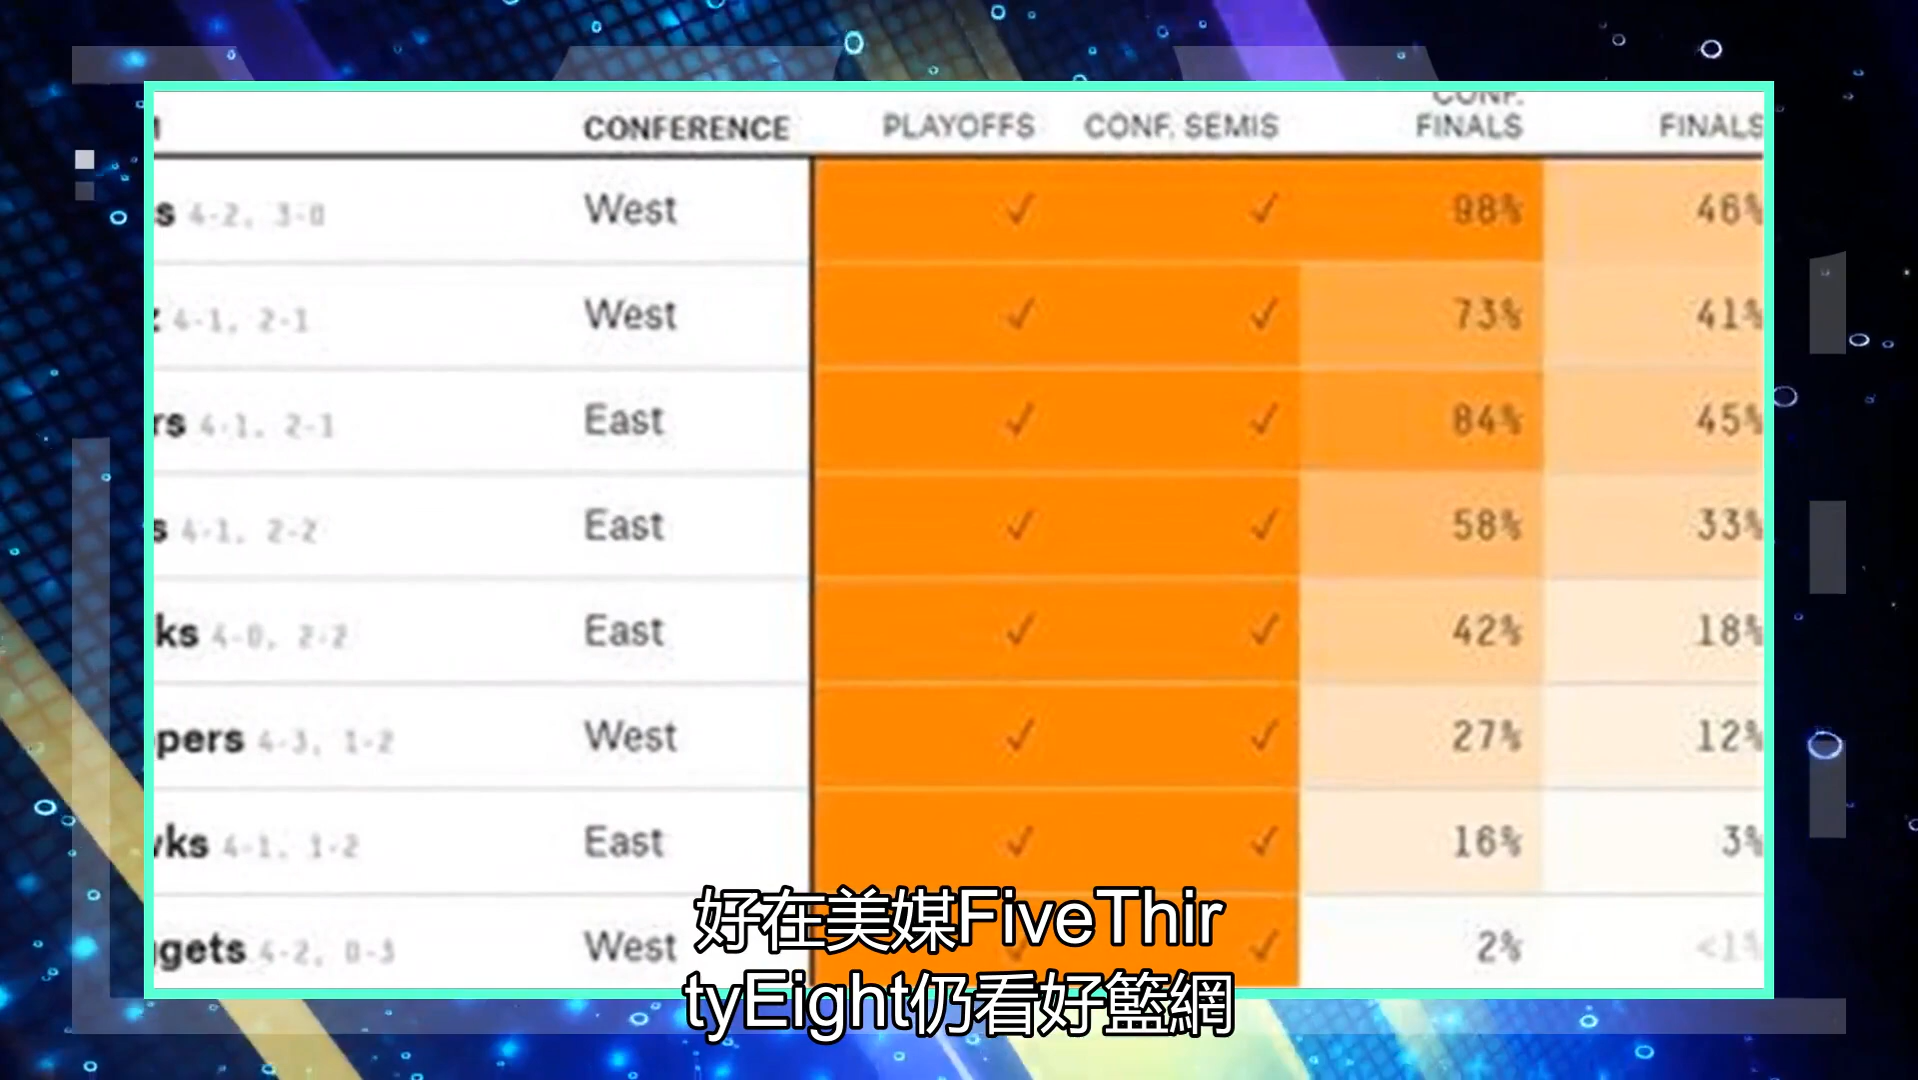 CONFERENCE PLAYOFFS CONF. SEMIS CONF. FINALS FINALS
s 4-2, 3-0 West ✓ ✓ 98% 46%
z 4-1, 2-1 West ✓ ✓ 73% 41%
rs 4-1, 2-1 East ✓ ✓ 84% 45%
s 4-1, 2-2 East ✓ ✓ 58% 33%
ks 4-0, 2-2 East ✓ ✓ 42% 18%
pers 4-3, 1-2 West ✓ ✓ 27% 12%
wks 4-1, 1-2 East ✓ ✓ 16% 3%
ggets 4-2, 0-3 West ✓ ✓ 2% <1%
好在美媒FiveThir
tyEight仍看好籃網